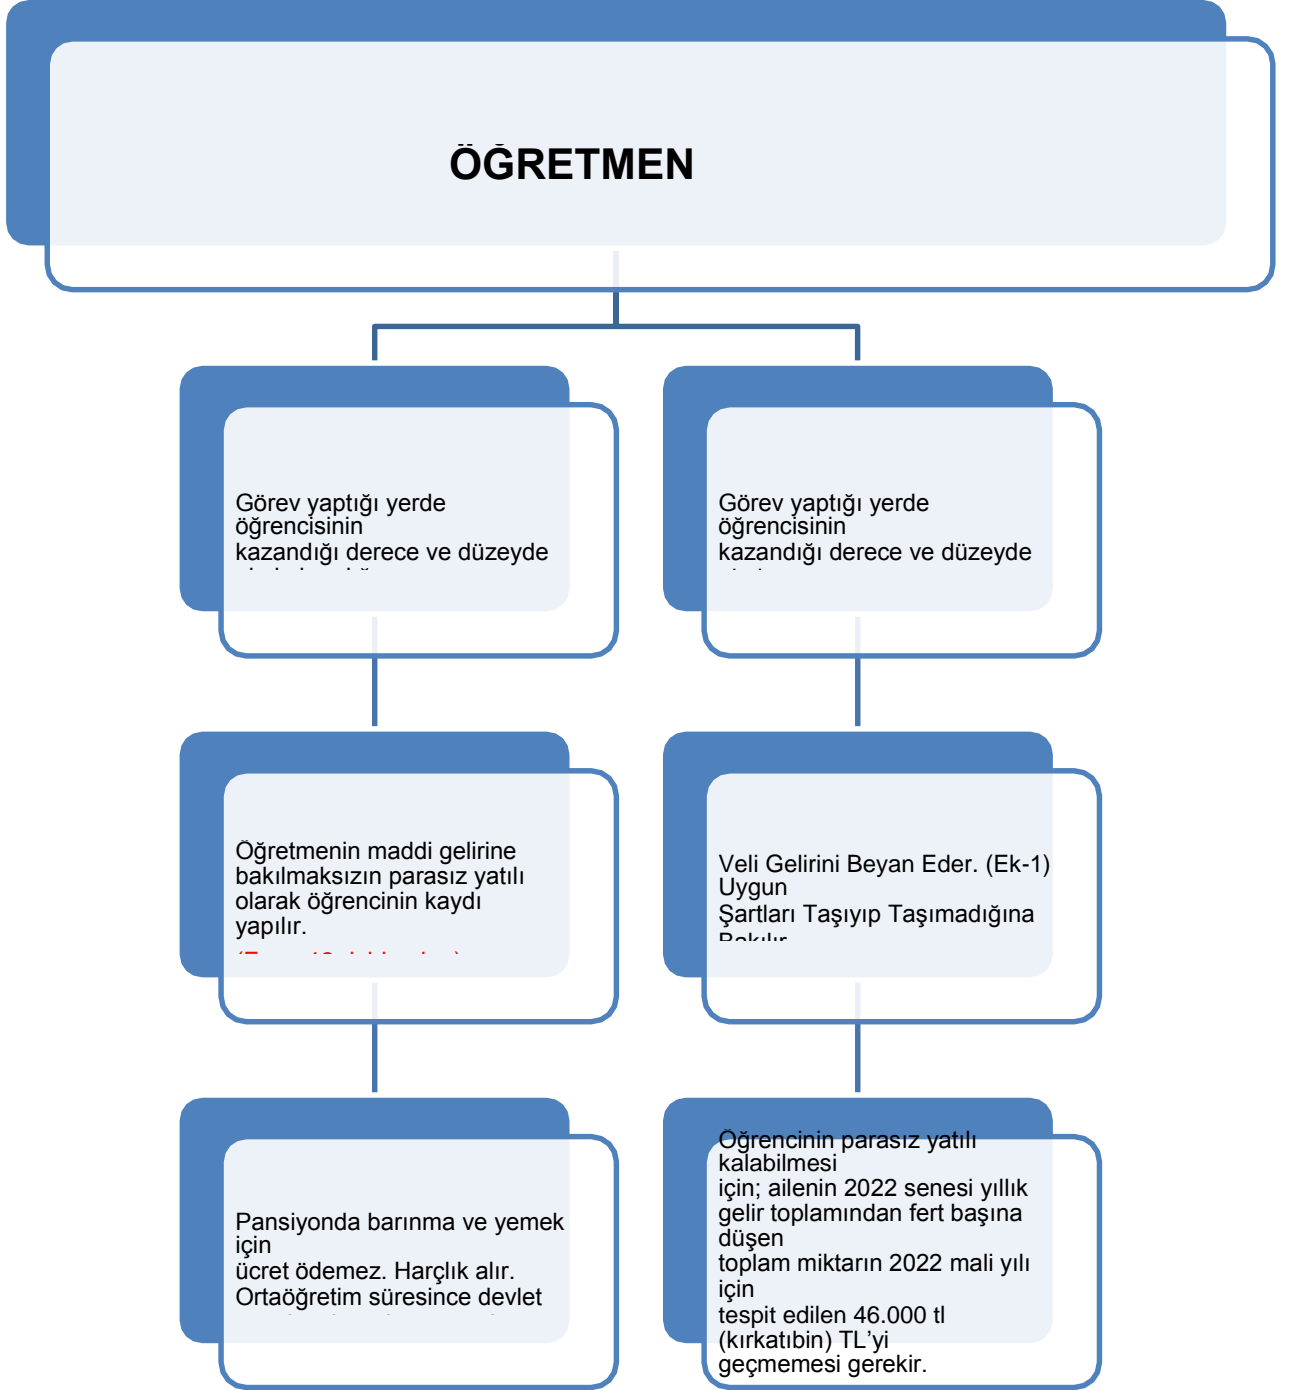 ÖĞRETMEN
Görev yaptığı yerde
öğrencisinin
kazandığı derece ve düzeyde
Görev yaptığı yerde
öğrencisinin
kazandığı derece ve düzeyde
Öğretmenin maddi gelirine
bakılmaksızın parasız yatılı
olarak öğrencinin kaydı
yapılır.
Veli Gelirini Beyan Eder. (Ek-1)
Uygun
Şartları Taşıyıp Taşımadığına
Bakılır
Pansiyonda barınma ve yemek
için
ücret ödemez. Harçlık alır.
Ortaöğretim süresince devlet
Öğrencinin parasız yatılı
kalabilmesi
için; ailenin 2022 senesi yıllık
gelir toplamından fert başına
düşen
toplam miktarın 2022 mali yılı
için
tespit edilen 46.000 tl
(kırkatıbin) TL’yi
geçmemesi gerekir.